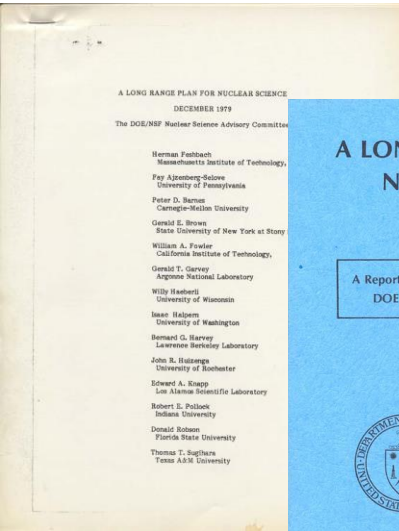 A LONG RANGE PLAN FOR NUCLEAR SCIENCE
DECEMBER 1979
The DOE/NSF Nuclear Science Advisory Committee
Herman Feshbach
Massachusetts Institute of Technology,
Fay Ajzenberg-Selove
University of Pennsylvania
Peter D. Barnes
Carnegie-Mellon University
Gerald E. Brown
State University of New York at Stony
William A. Fowler
California Institute of Technology,
Gerald T. Garvey
Argonne National Laboratory
Willy Haeberli
University of Wisconsin
Isaac Halpern
University of Washington
Bernard G. Harvey
Lawrence Berkeley Laboratory
John R. Huizenga
University of Rochester
Edward A. Knapp
Los Alamos Scientific Laboratory
Robert E. Pollock
Indiana University
Donald Robson
Florida State University
Thomas T. Sugihara
Texas A&M University
A LON
N
A Report
DOE